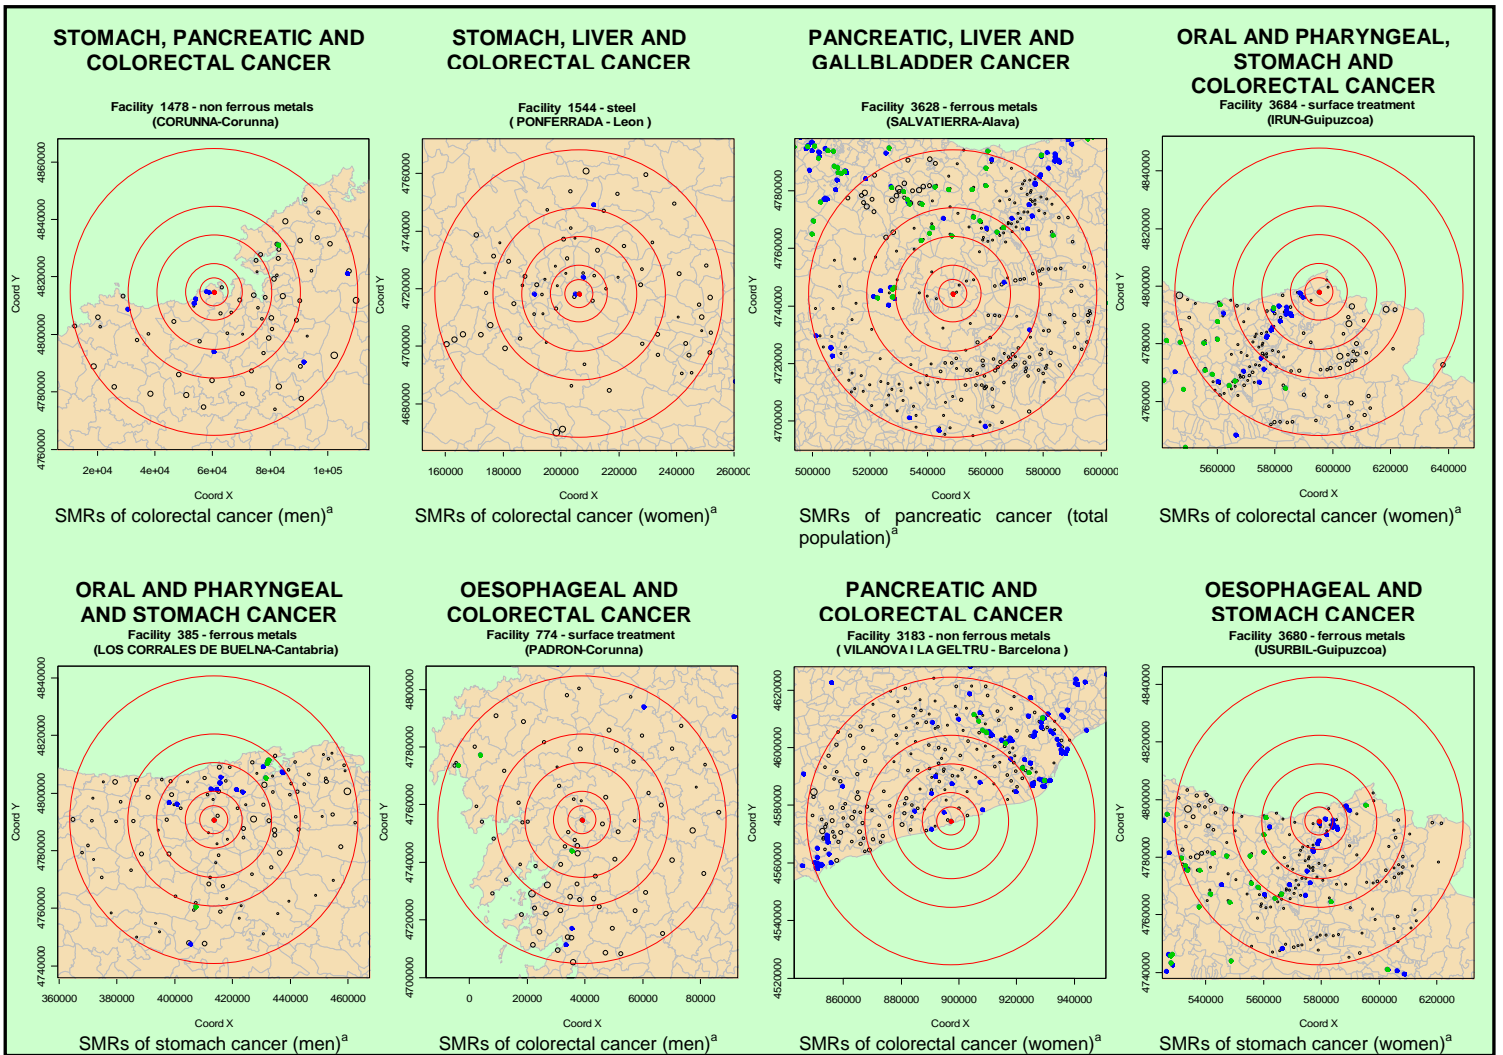 STOMACH, PANCREATIC AND
COLORECTAL CANCER
Facility 1478 - non ferrous metals
(CORUNNA-Corunna)
Coord Y
4860000
4840000
4820000
4800000
4780000
4760000
2e+04 4e+04 6e+04 8e+04 1e+05
Coord X
SMRs of colorectal cancer (men)a
STOMACH, LIVER AND
COLORECTAL CANCER
Facility 1544 - steel
( PONFERRADA - Leon )
Coord Y
4760000
4740000
4720000
4700000
4680000
160000 180000 200000 220000 240000 260000
Coord X
SMRs of colorectal cancer (women)a
PANCREATIC, LIVER AND
GALLBLADDER CANCER
Facility 3628 - ferrous metals
(SALVATIERRA-Alava)
Coord Y
4780000
4760000
4740000
4720000
4700000
500000 520000 540000 560000 580000 600000
Coord X
SMRs of pancreatic cancer (total
population)a
ORAL AND PHARYNGEAL,
STOMACH AND
COLORECTAL CANCER
Facility 3684 - surface treatment
(IRUN-Guipuzcoa)
Coord Y
4840000
4820000
4800000
4780000
4760000
560000 580000 600000 620000 640000
Coord X
SMRs of colorectal cancer (women)a
ORAL AND PHARYNGEAL
AND STOMACH CANCER
Facility 385 - ferrous metals
(LOS CORRALES DE BUELNA-Cantabria)
Coord Y
4840000
4820000
4800000
4780000
4760000
4740000
360000 380000 400000 420000 440000 460000
Coord X
SMRs of stomach cancer (men)a
OESOPHAGEAL AND
COLORECTAL CANCER
Facility 774 - surface treatment
(PADRON-Corunna)
Coord Y
4800000
4780000
4760000
4740000
4720000
4700000
0 20000 40000 60000 80000
Coord X
SMRs of colorectal cancer (men)a
PANCREATIC AND
COLORECTAL CANCER
Facility 3183 - non ferrous metals
( VILANOVA I LA GELTRU - Barcelona )
Coord Y
4620000
4600000
4580000
4560000
4540000
4520000
860000 880000 900000 920000 940000
Coord X
SMRs of colorectal cancer (women)a
OESOPHAGEAL AND
STOMACH CANCER
Facility 3680 - ferrous metals
(USURBIL-Guipuzcoa)
Coord Y
4840000
4820000
4800000
4780000
4760000
4740000
540000 560000 580000 600000 620000
Coord X
SMRs of stomach cancer (women)a